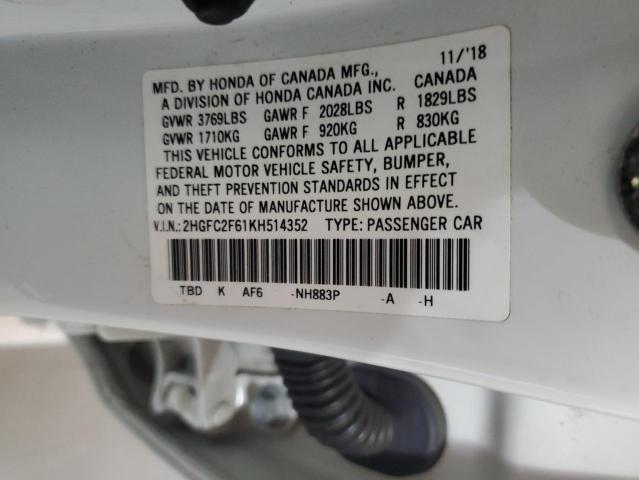 11/'18
MFD. BY HONDA OF CANADA MFG., CANADA
A DIVISION OF HONDA CANADA INC.
GVWR 3769LBS GAWR F 2028LBS R 1829LBS
GVWR 1710KG GAWR F 920KG R 830KG
THIS VEHICLE CONFORMS TO ALL APPLICABLE
FEDERAL MOTOR VEHICLE SAFETY, BUMPER,
AND THEFT PREVENTION STANDARDS IN EFFECT
ON THE DATE OF MANUFACTURE SHOWN ABOVE.
V.I.N.: 2HGFC2F61KH514352 TYPE: PASSENGER CAR
TBD K AF6 -NH883P -A -H